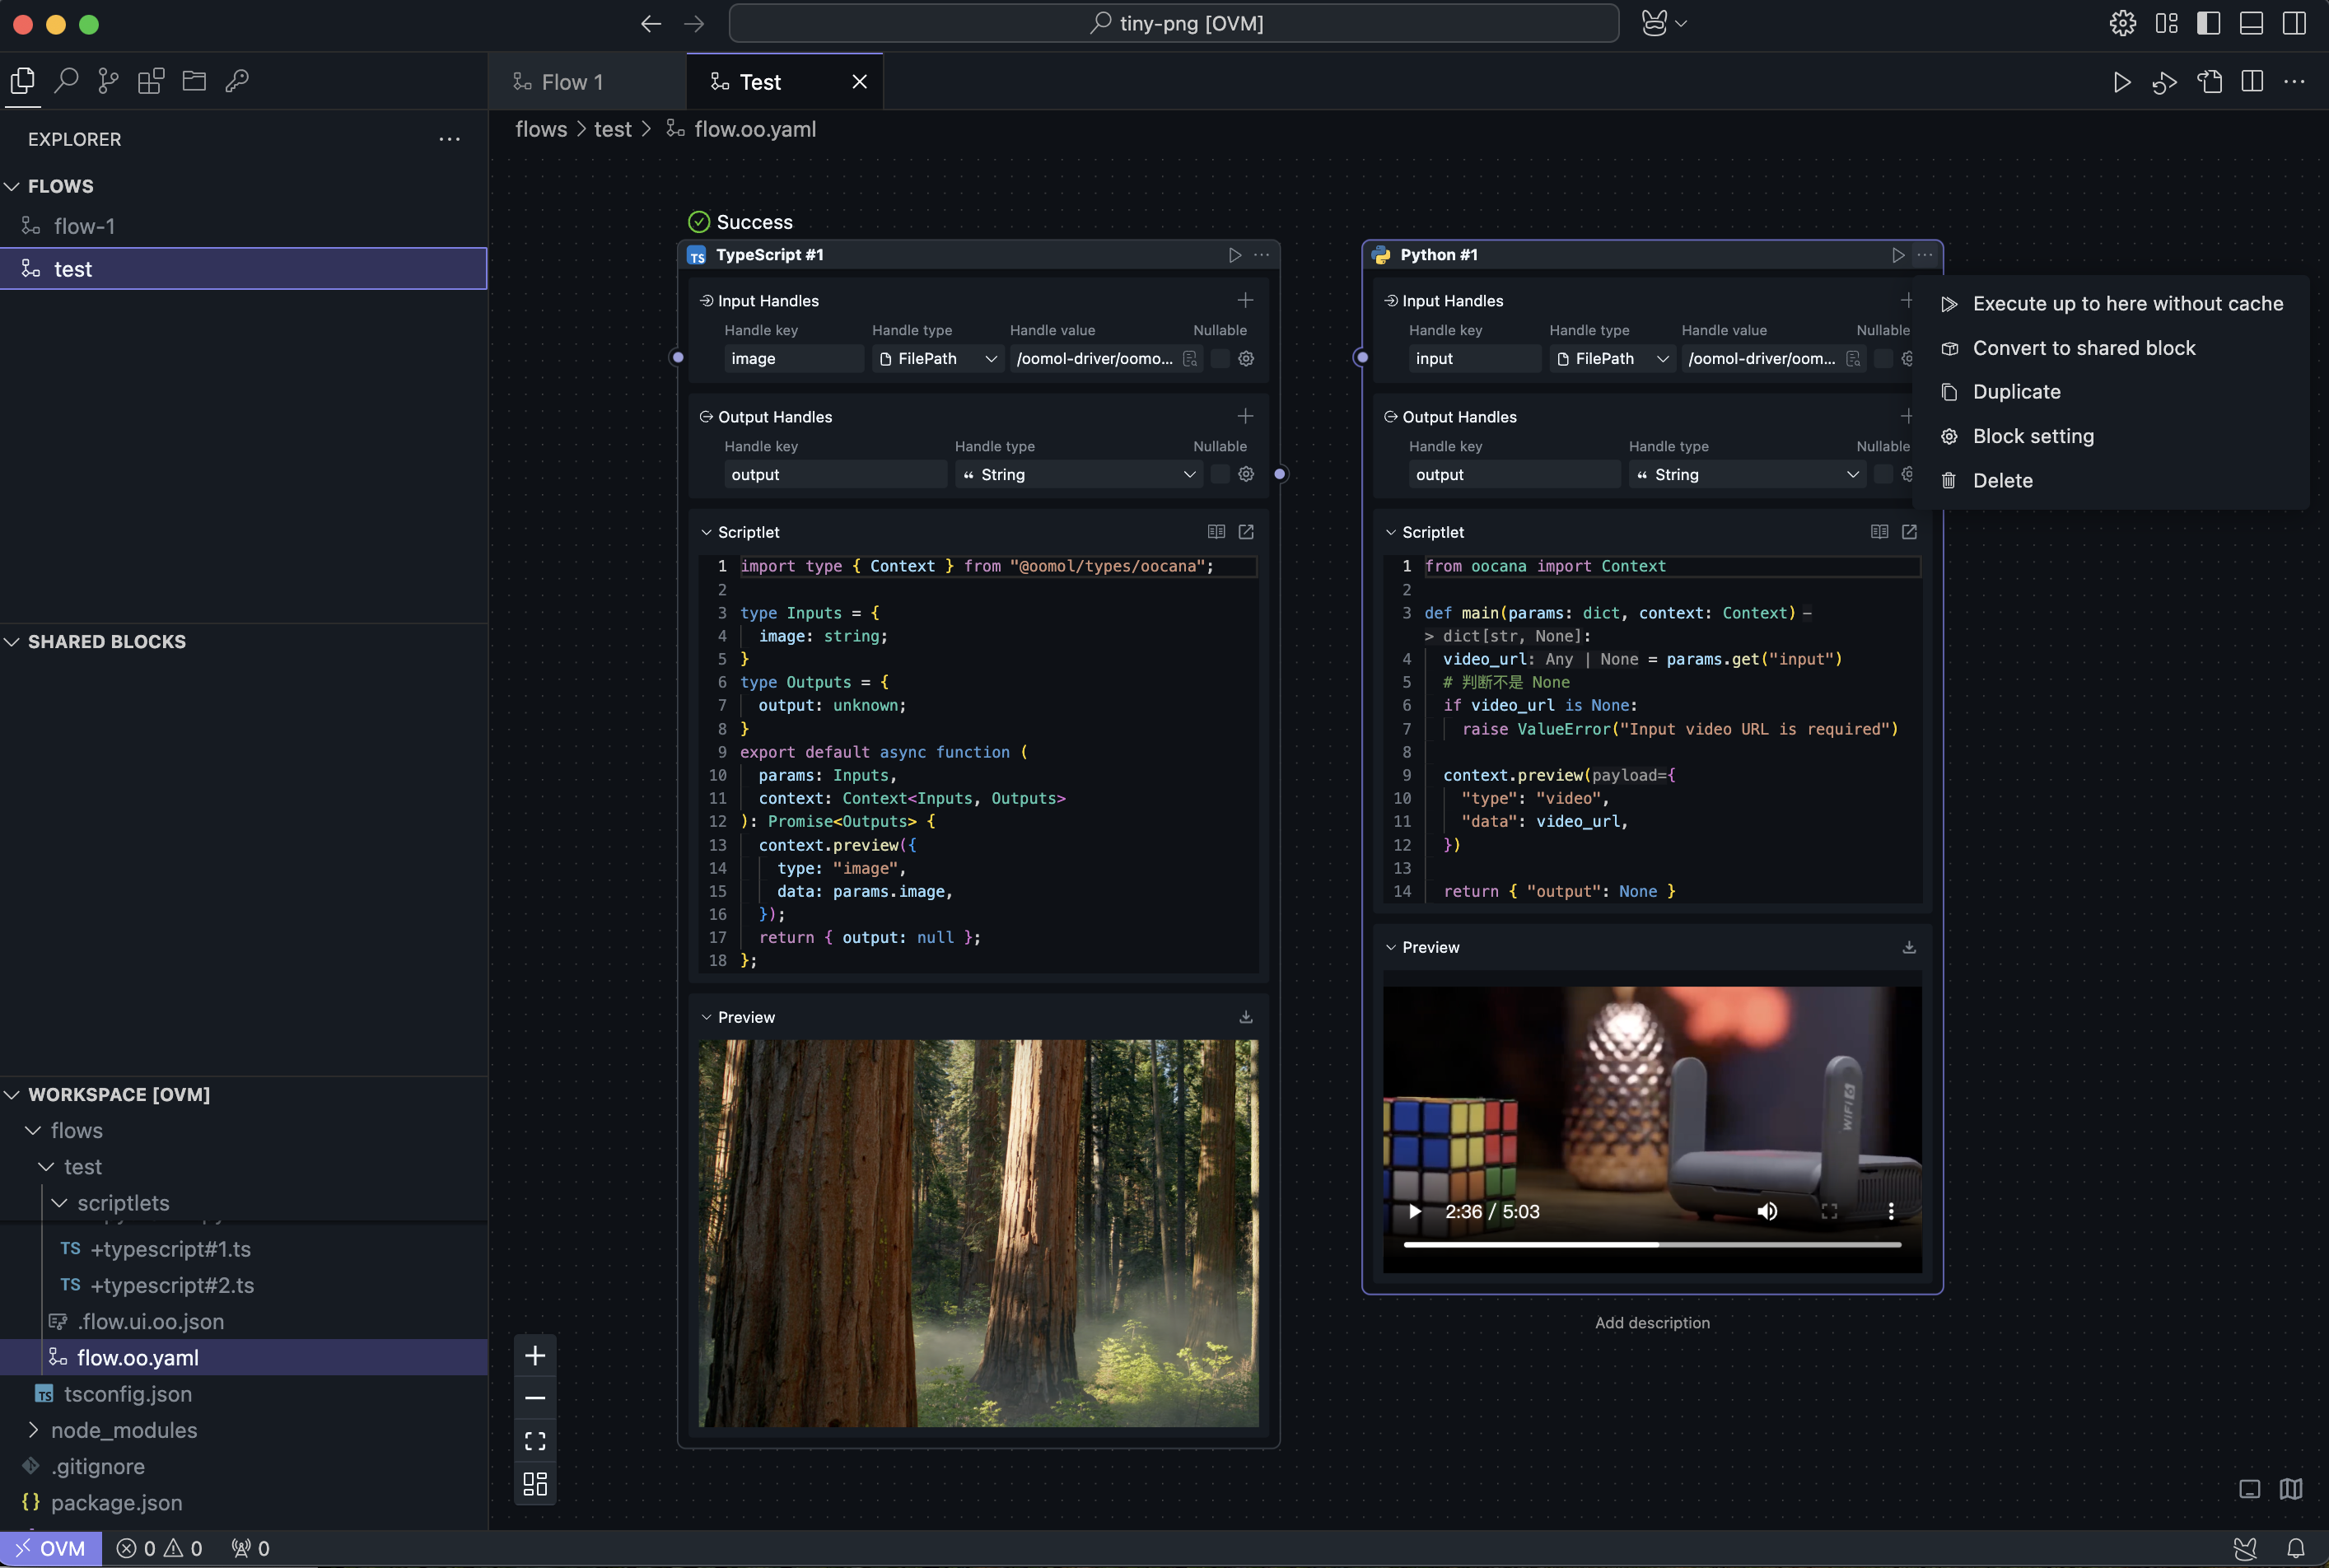 tiny-png [OVM]
Flow 1
Test
EXPLORER
flows > test > flow.oo.yaml
FLOWS
flow-1
test
SHARED BLOCKS
WORKSPACE [OVM]
flows
test
scriptlets
TS +typescript#1.ts
TS +typescript#2.ts
.flow.ui.oo.json
flow.oo.yaml
TS tsconfig.json
node_modules
.gitignore
{} package.json
Success
TS TypeScript #1
Input Handles
Handle key Handle type Handle value Nullable
image FilePath /oomol-driver/oomo...
Output Handles
Handle key Handle type Nullable
output String
Scriptlet
1 import type { Context } from "@oomol/types/oocana";
2
3 type Inputs = {
4 image: string;
5 }
6 type Outputs = {
7 output: unknown;
8 }
9 export default async function (
10 params: Inputs,
11 context: Context<Inputs, Outputs>
12 ): Promise<Outputs> {
13 context.preview({
14 type: "image",
15 data: params.image,
16 });
17 return { output: null };
18 };
Preview
Python #1
Input Handles
Handle key Handle type Handle value Nullable
input FilePath /oomol-driver/oom...
Output Handles
Handle key Handle type Nullable
output String
Scriptlet
1 from oocana import Context
2
3 def main(params: dict, context: Context) -
> dict[str, None]:
4 video_url: Any | None = params.get("input")
5 # 判断不是 None
6 if video_url is None:
7 raise ValueError("Input video URL is required")
8
9 context.preview(payload={
10 "type": "video",
11 "data": video_url,
12 })
13
14 return { "output": None }
Preview
WiFi 6
2:36 / 5:03
Add description
Execute up to here without cache
Convert to shared block
Duplicate
Block setting
Delete
OVM 0 0 0